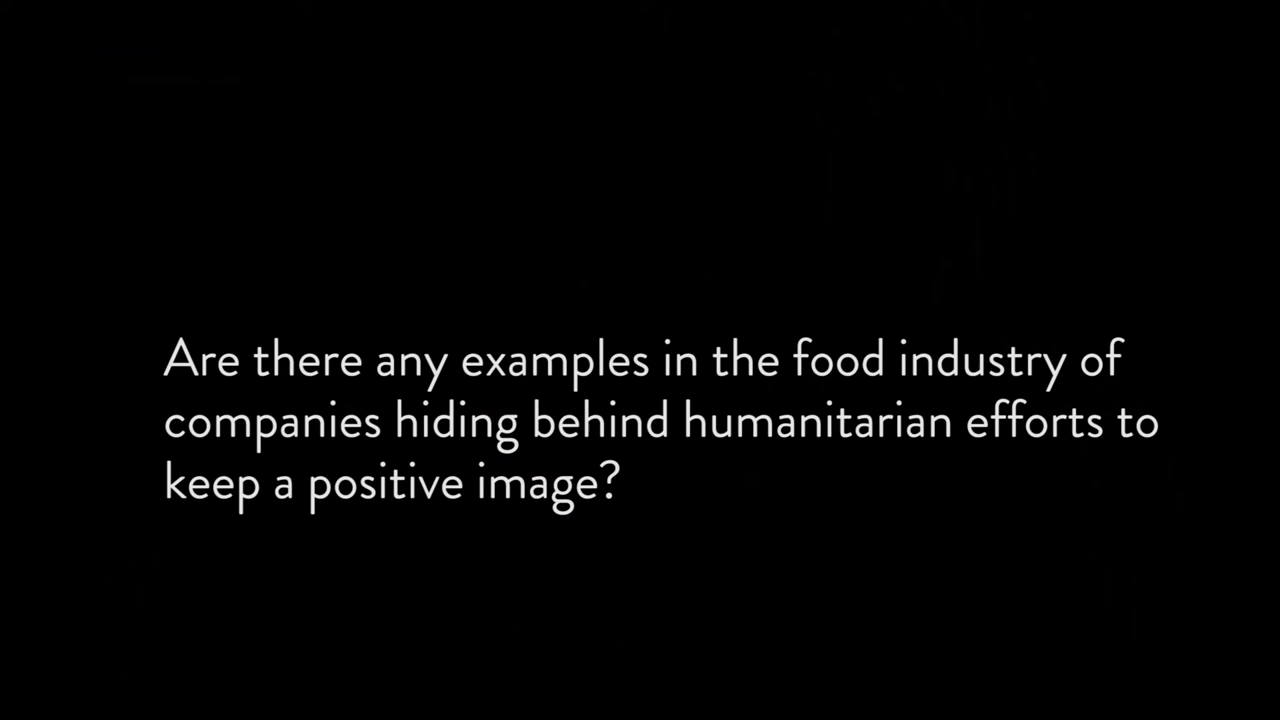 Are there any examples in the food industry of
companies hiding behind humanitarian efforts to
keep a positive image?